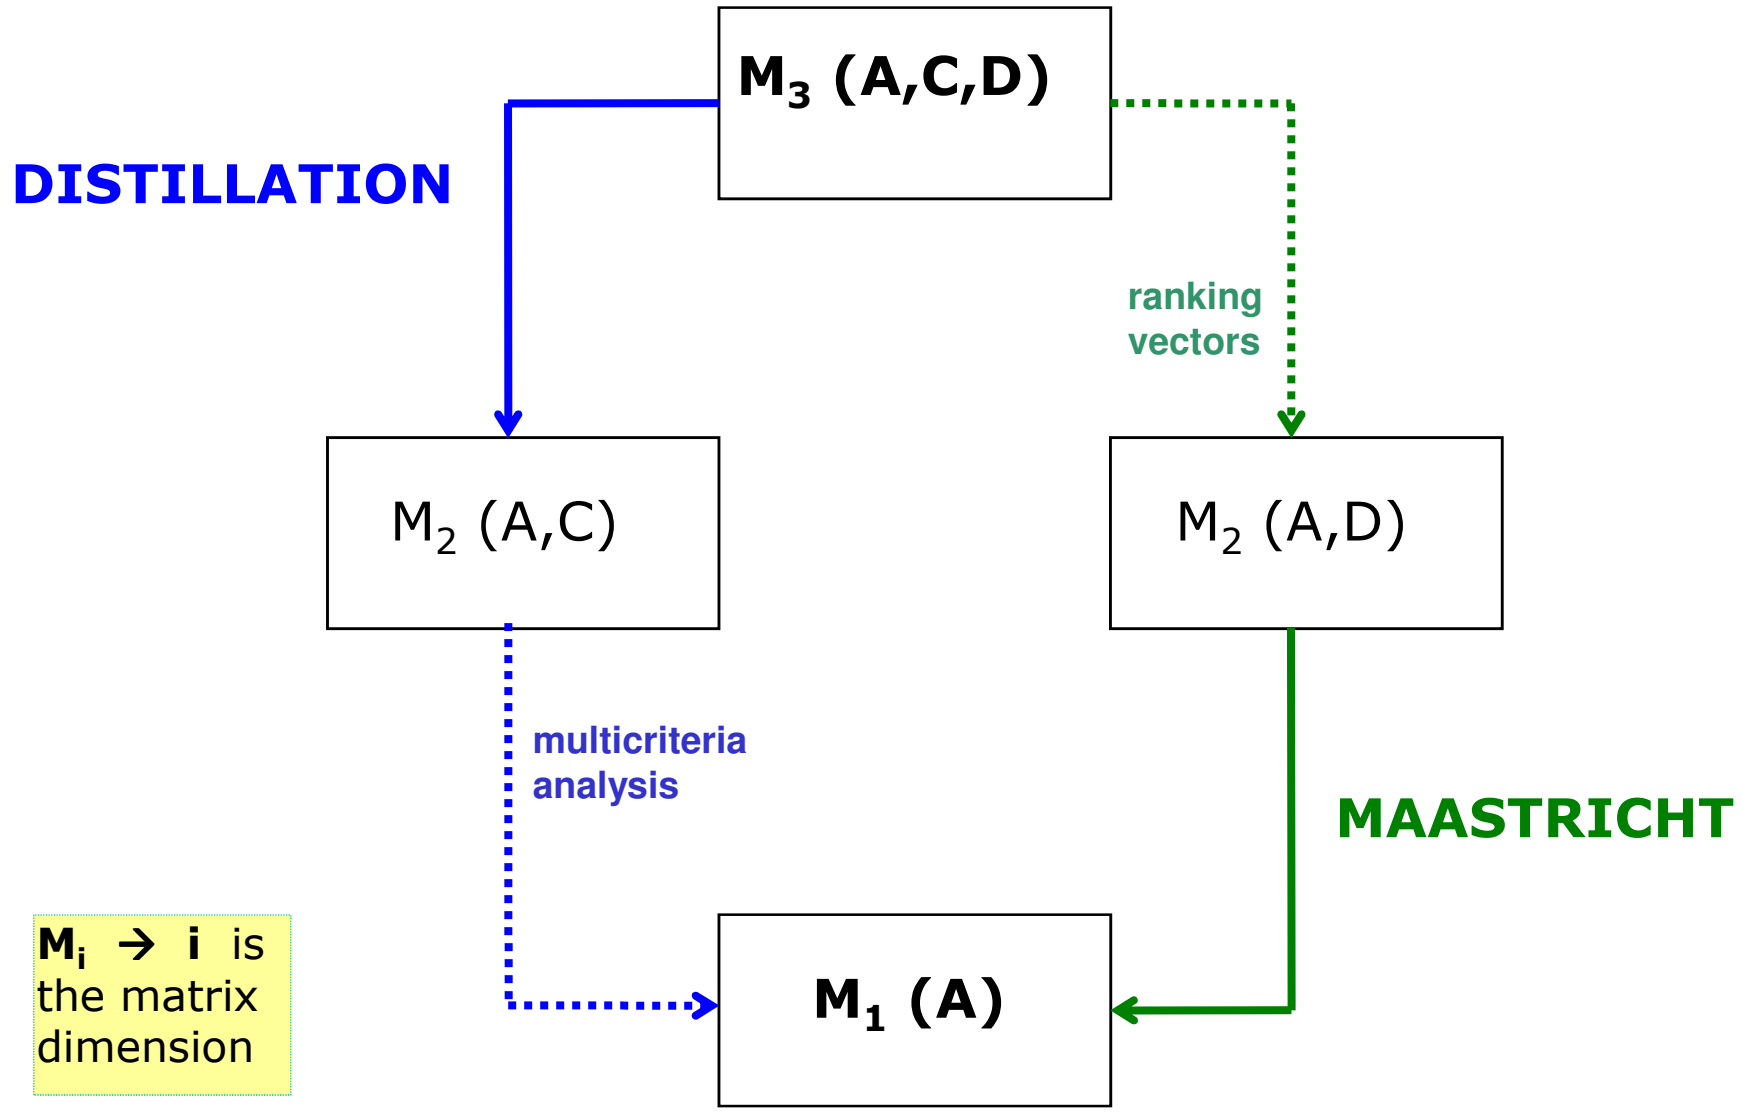 M₃ (A,C,D)
DISTILLATION
ranking
vectors
M₂ (A,C)
M₂ (A,D)
multicriteria
analysis
MAASTRICHT
Mᵢ → i is
the matrix
dimension
M₁ (A)